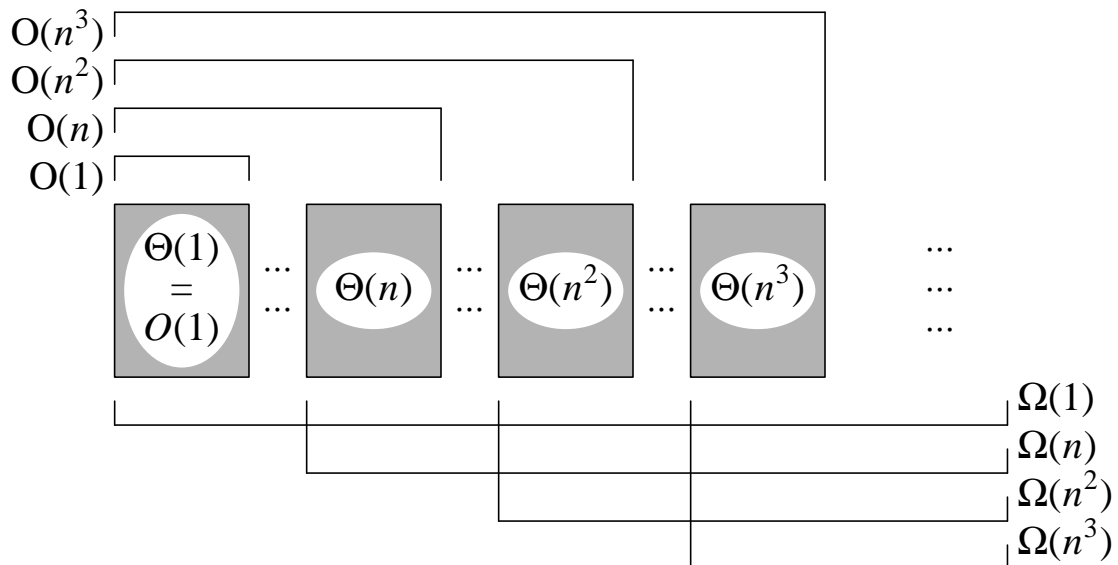 O(n³)
O(n²)
O(n)
O(1)
Θ(1)
=
O(1)
... ...
Θ(n)
... ...
Θ(n²)
... ...
Θ(n³)
...
...
...
Ω(1)
Ω(n)
Ω(n²)
Ω(n³)